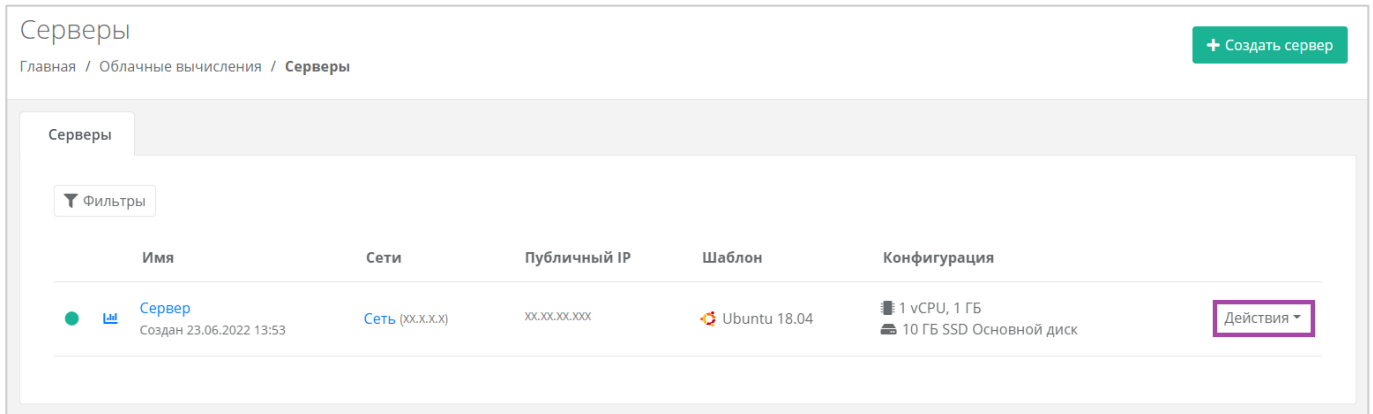 Серверы
+ Создать сервер
Главная / Облачные вычисления / Серверы
Серверы
Фильтры
Имя Сети Публичный IP Шаблон Конфигурация
Сервер
Создан 23.06.2022 13:53
Сеть (XX.X.X.X)
XX.XX.XX.XXX
Ubuntu 18.04
1 vCPU, 1 ГБ
10 ГБ SSD Основной диск
Действия